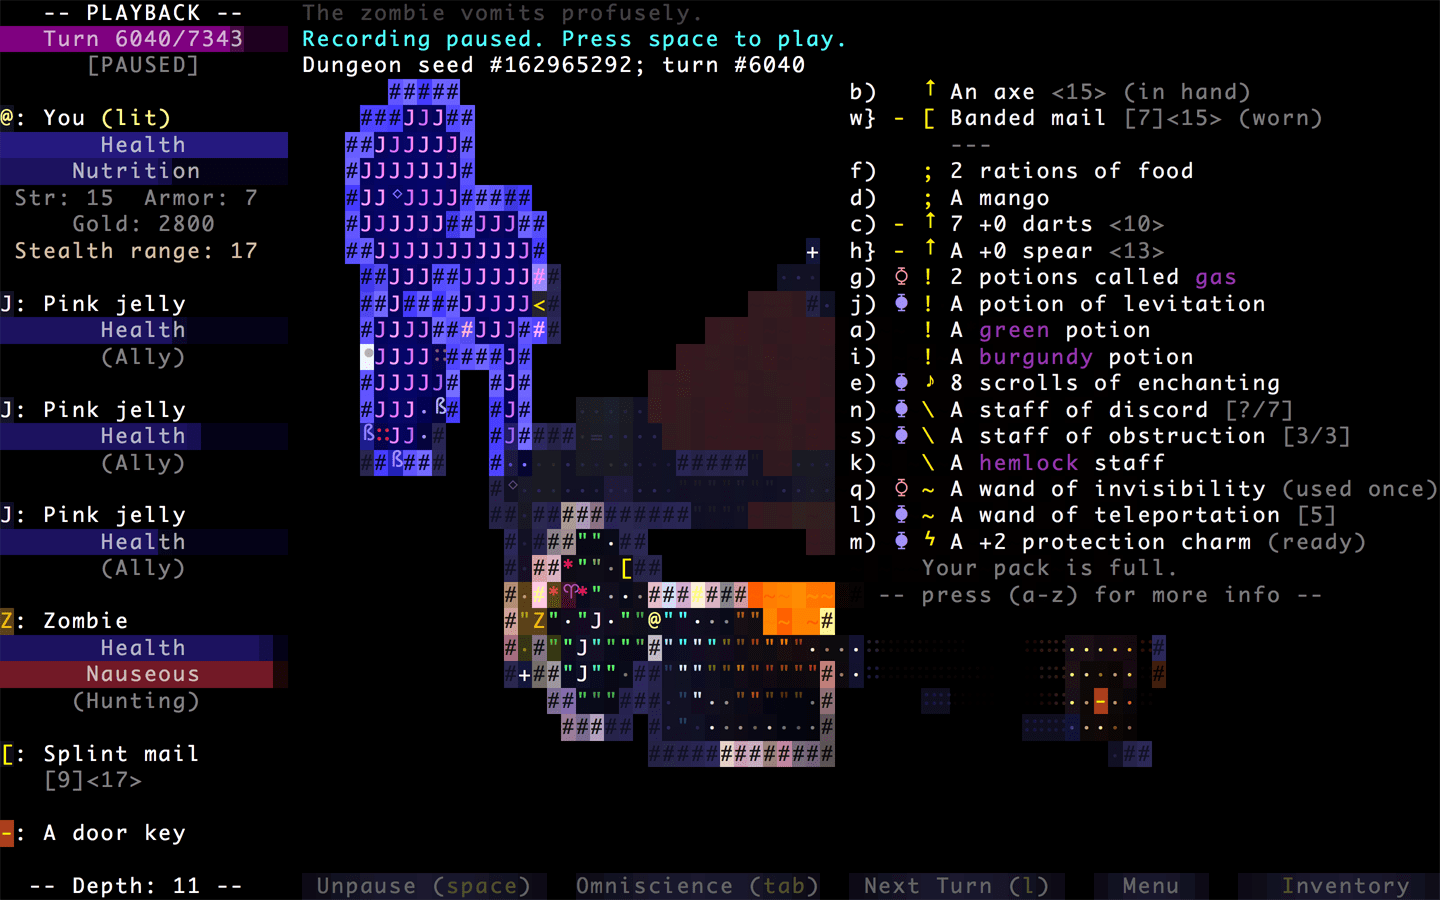 -- PLAYBACK --
Turn 6040/7343
[PAUSED]
@: You (lit)
Health
Nutrition
Str: 15  Armor: 7
Gold: 2800
Stealth range: 17
J: Pink jelly
Health
(Ally)
J: Pink jelly
Health
(Ally)
J: Pink jelly
Health
(Ally)
Z: Zombie
Health
Nauseous
(Hunting)
[: Splint mail
[9]<17>
-: A door key
-- Depth: 11 --
The zombie vomits profusely.
Recording paused. Press space to play.
Dungeon seed #162965292; turn #6040
b) ↑ An axe <15> (in hand)
w} - [ Banded mail [7]<15> (worn)
---
f) ; 2 rations of food
d) ; A mango
c) - ↑ 7 +0 darts <10>
h} - ↑ A +0 spear <13>
g) ! 2 potions called gas
j) ! A potion of levitation
a) ! A green potion
i) ! A burgundy potion
e) ♪ 8 scrolls of enchanting
n) \ A staff of discord [?/7]
s) \ A staff of obstruction [3/3]
k) \ A hemlock staff
q) ~ A wand of invisibility (used once)
l) ~ A wand of teleportation [5]
m) ϟ A +2 protection charm (ready)
Your pack is full.
-- press (a-z) for more info --
Unpause (space)
Omniscience (tab)
Next Turn (l)
Menu
Inventory